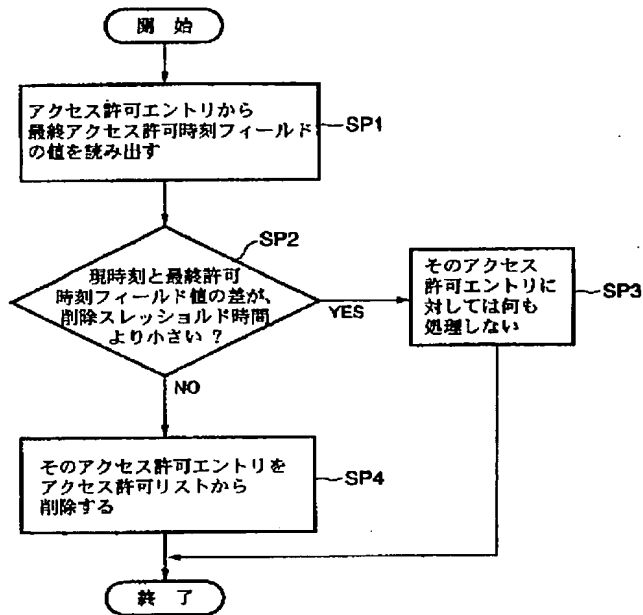 開 始
アクセス許可エントリから
最終アクセス許可時刻フィールド
の値を読み出す
SP1
SP2
現時刻と最終許可
時刻フィールド値の差が、
削除スレッショルド時間
より小さい ?
YES
そのアクセス
許可エントリに
対しては何も
処理しない
SP3
NO
そのアクセス許可エントリを
アクセス許可リストから
削除する
SP4
終 了